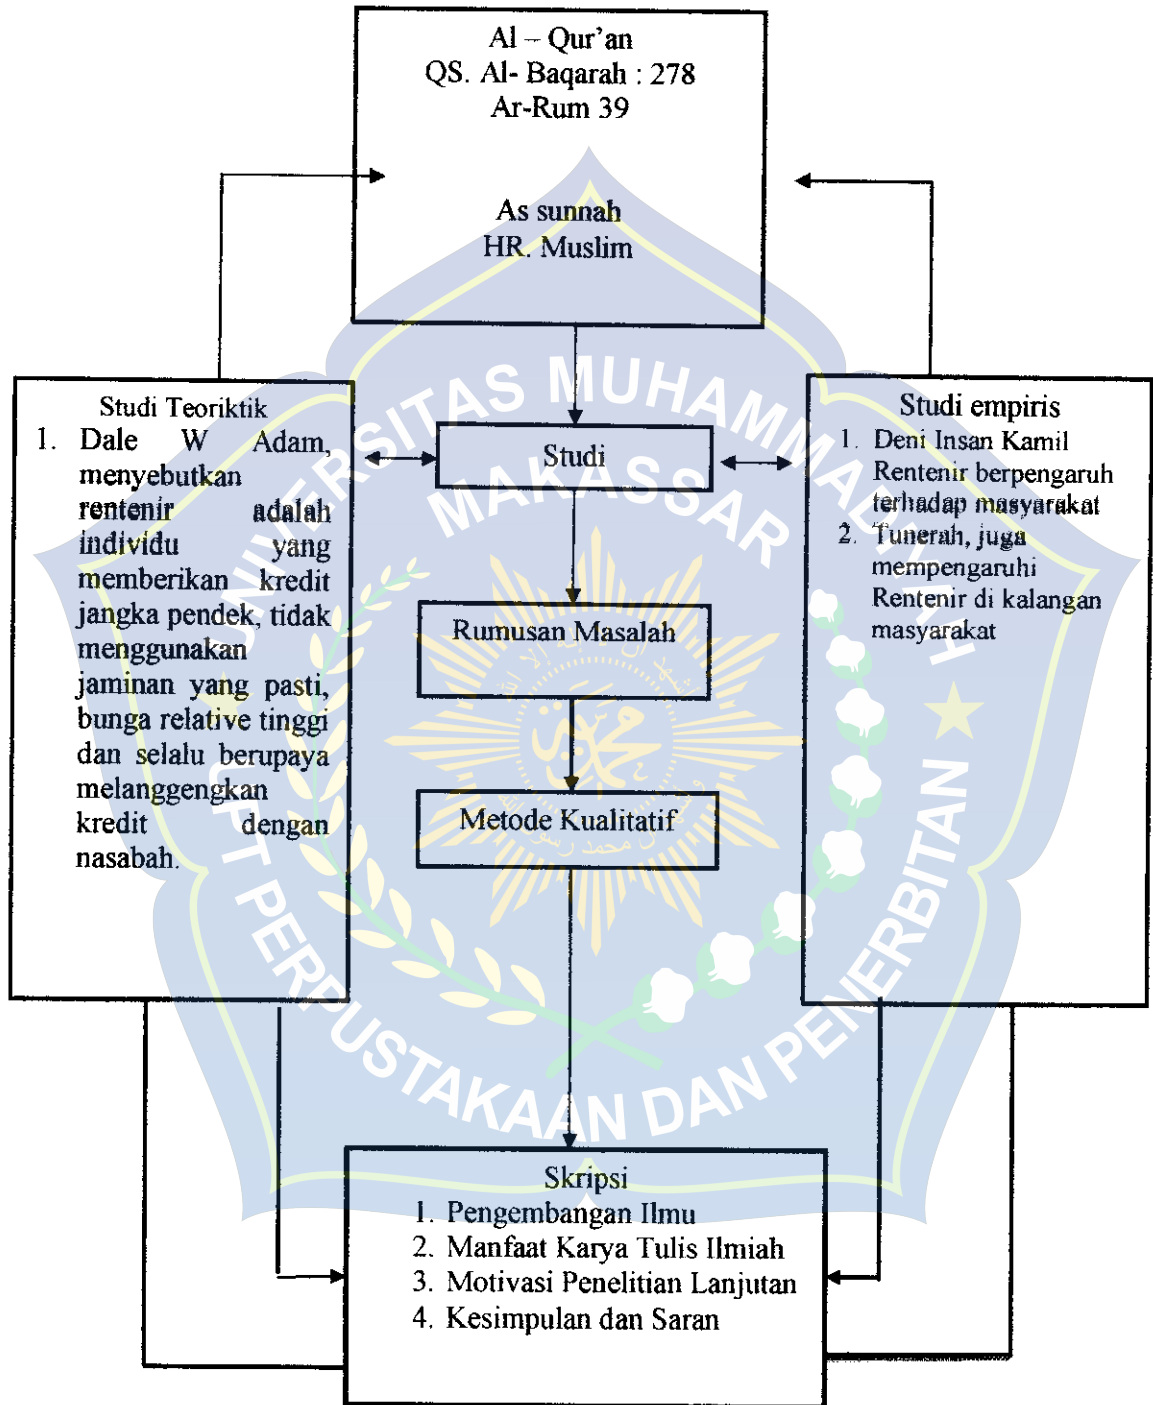 Al – Qur'an
QS. Al- Baqarah : 278
Ar-Rum 39
As sunnah
HR. Muslim
Studi Teoriktik
1. Dale W Adam,
menyebutkan
rentenir adalah
individu yang
memberikan kredit
jangka pendek, tidak
menggunakan
jaminan yang pasti,
bunga relative tinggi
dan selalu berupaya
melanggengkan
kredit dengan
nasabah.
Studi
Rumusan Masalah
Metode Kualitatif
Studi empiris
1. Deni Insan Kamil
Rentenir berpengaruh
terhadap masyarakat
2. Tunerah, juga
mempengaruhi
Rentenir di kalangan
masyarakat
Skripsi
1. Pengembangan Ilmu
2. Manfaat Karya Tulis Ilmiah
3. Motivasi Penelitian Lanjutan
4. Kesimpulan dan Saran
UNIVERSITAS MUHAMMADIYAH
MAKASSAR
UPT PERPUSTAKAAN DAN PENERBITAN
محمد